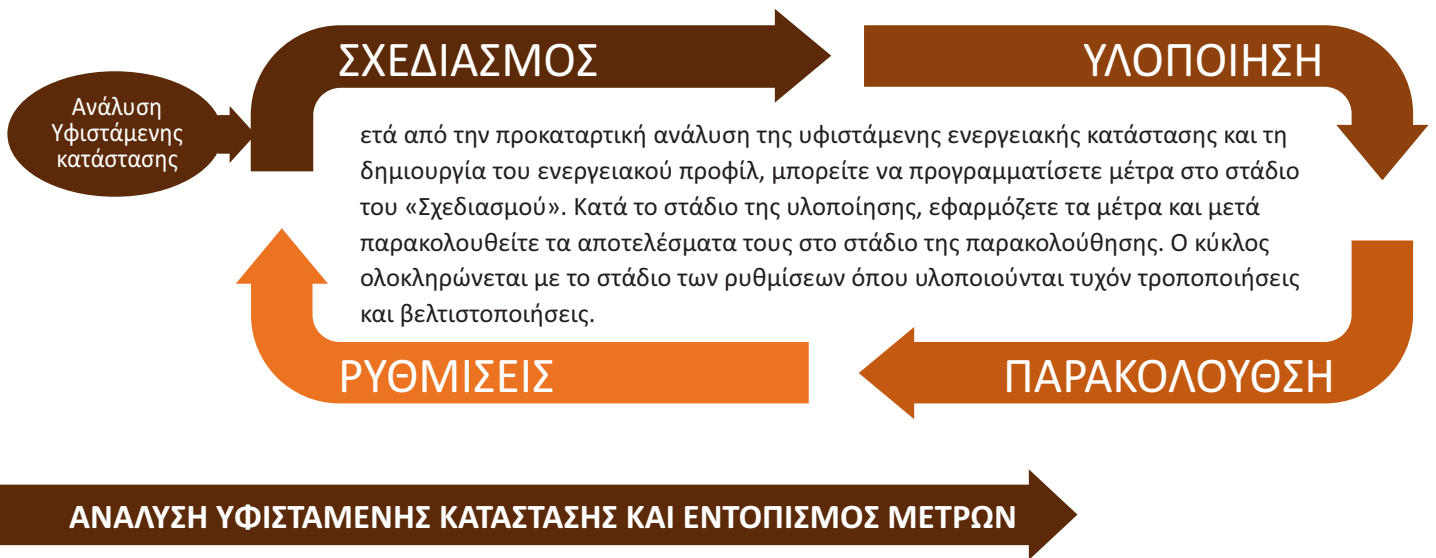 ΣΧΕΔΙΑΣΜΟΣ
ΥΛΟΠΟΙΗΣΗ
Ανάλυση
Υφιστάμενης
κατάστασης
ετά από την προκαταρτική ανάλυση της υφιστάμενης ενεργειακής κατάστασης και τη
δημιουργία του ενεργειακού προφίλ, μπορείτε να προγραμματίσετε μέτρα στο στάδιο
του «Σχεδιασμού». Κατά το στάδιο της υλοποίησης, εφαρμόζετε τα μέτρα και μετά
παρακολουθείτε τα αποτελέσματα τους στο στάδιο της παρακολούθησης. Ο κύκλος
ολοκληρώνεται με το στάδιο των ρυθμίσεων όπου υλοποιούνται τυχόν τροποποιήσεις
και βελτιστοποιήσεις.
ΡΥΘΜΙΣΕΙΣ
ΠΑΡΑΚΟΛΟΥΘΣΗ
ΑΝΑΛΥΣΗ ΥΦΙΣΤΑΜΕΝΗΣ ΚΑΤΑΣΤΑΣΗΣ ΚΑΙ ΕΝΤΟΠΙΣΜΟΣ ΜΕΤΡΩΝ